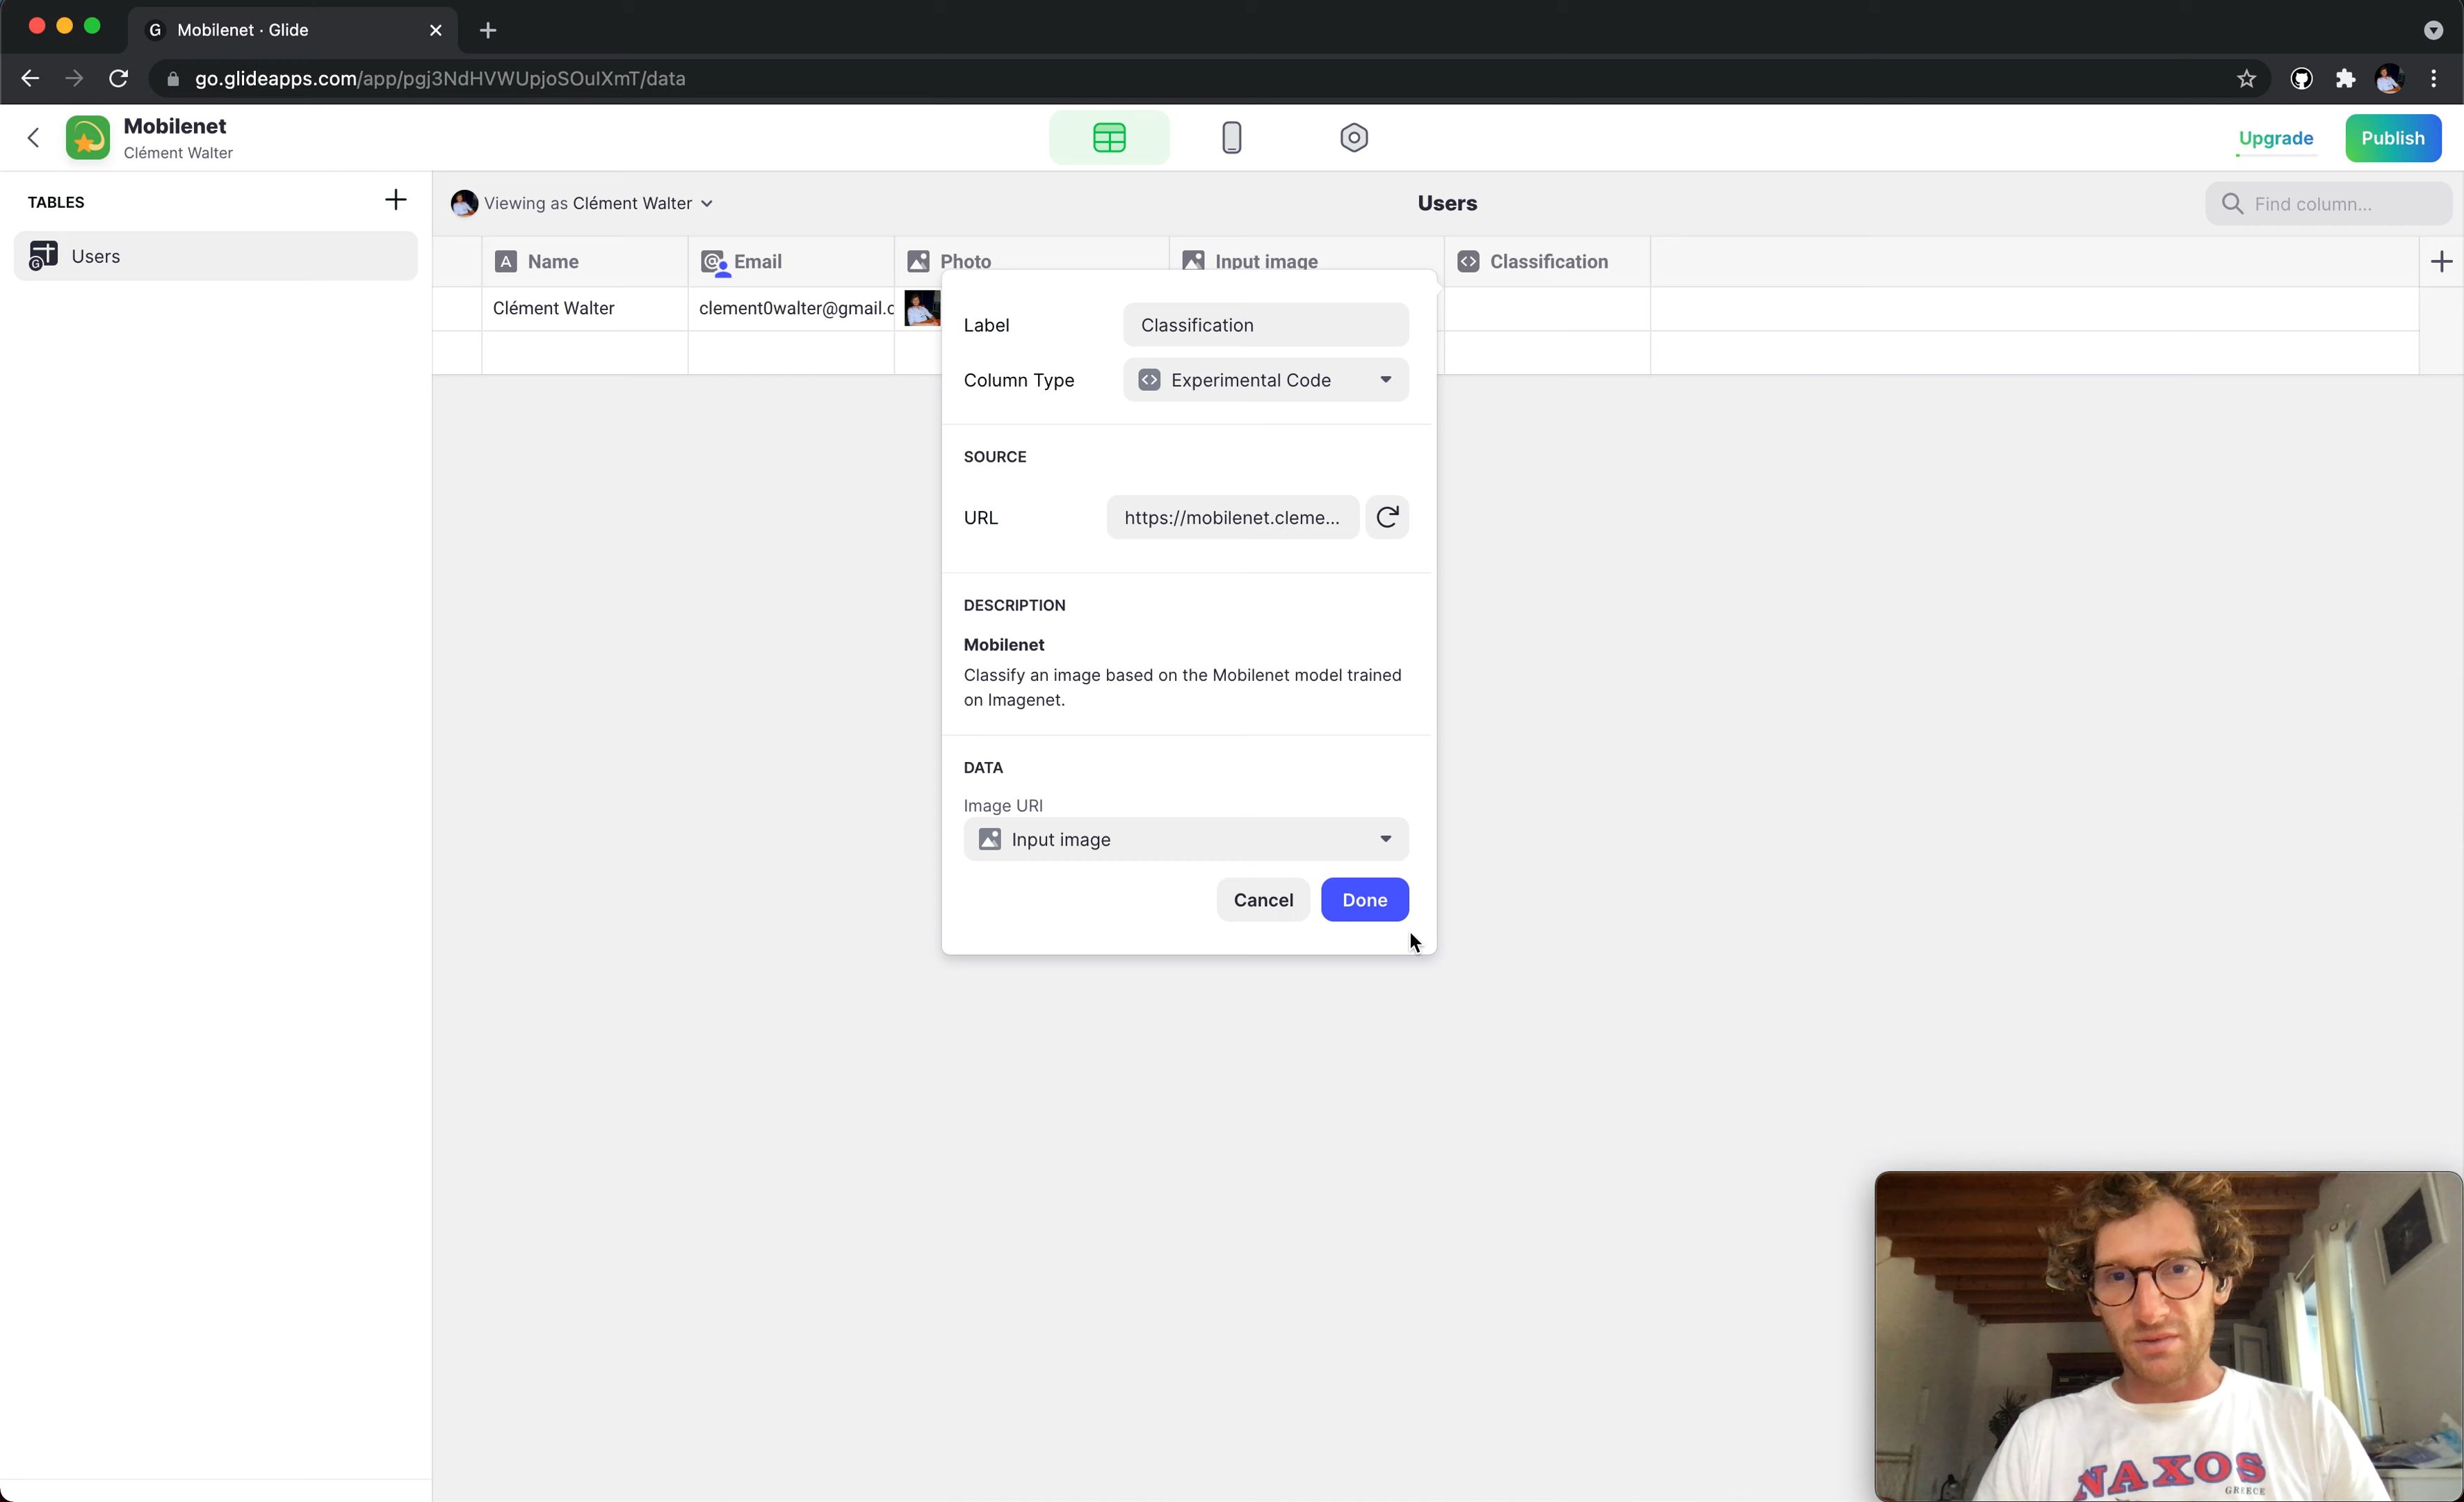 Mobilenet · Glide
go.glideapps.com/app/pgj3NdHVWUpjoSOuIXmT/data
Mobilenet
Clément Walter
Upgrade
Publish
TABLES
Users
Viewing as Clément Walter
Users
Find column...
Name
Email
Photo
Input image
Classification
Clément Walter
clement0walter@gmail.c
Label
Classification
Column Type
Experimental Code
SOURCE
URL
https://mobilenet.cleme...
DESCRIPTION
Mobilenet
Classify an image based on the Mobilenet model trained
on Imagenet.
DATA
Image URI
Input image
Cancel
Done
NAXOS
GREECE